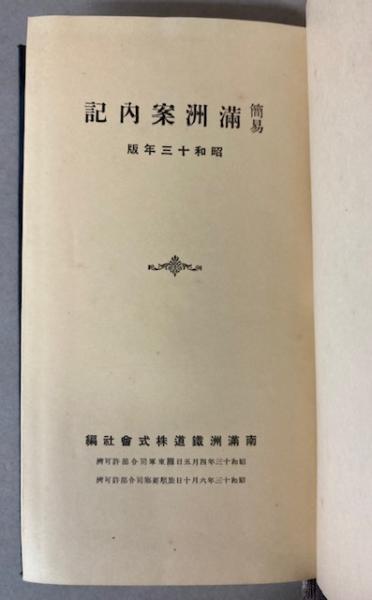 簡易 滿洲案內記
昭和十三年版
南滿洲鐵道株式會社編
昭和十三年四月五日關東軍司令部許可濟
昭和十三年六月十日旅順要港司令部許可濟